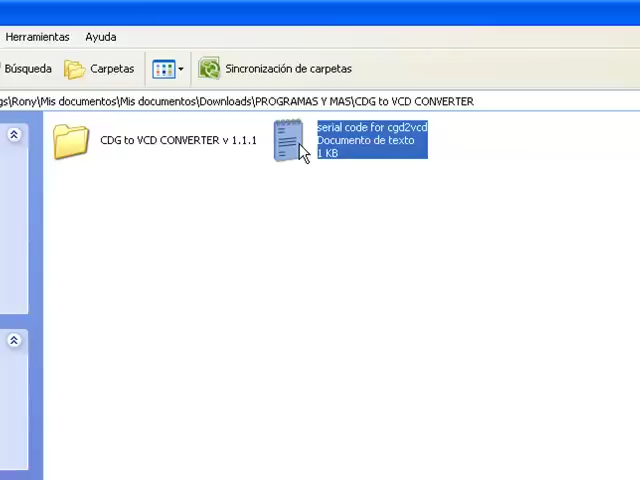 Herramientas Ayuda
Búsqueda Carpetas Sincronización de carpetas
gs\Rony\Mis documentos\Mis documentos\Downloads\PROGRAMAS Y MAS\CDG to VCD CONVERTER
CDG to VCD CONVERTER v 1.1.1
serial code for cgd2vcd
Documento de texto
1 KB